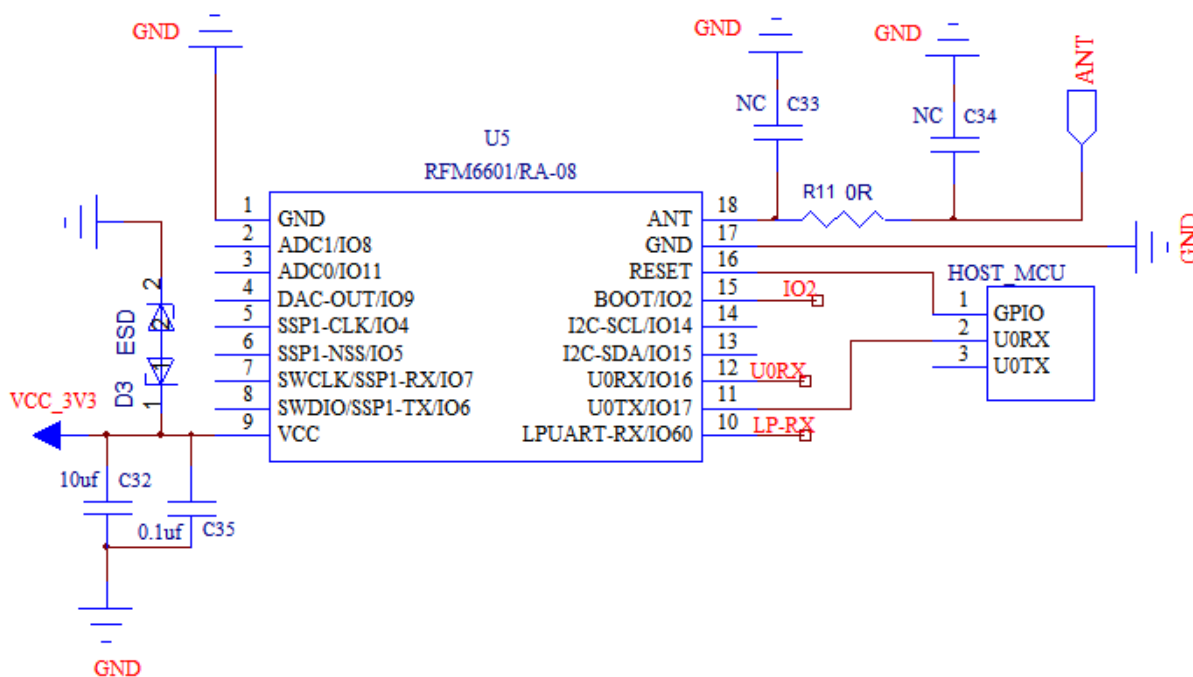 GND
GND
GND
ANT
NC
C33
NC
C34
U5
RFM6601/RA-08
R11 0R
1
GND
ANT
18
2
ADC1/IO8
GND
17
GND
3
ADC0/IO11
RESET
16
HOST_MCU
4
DAC-OUT/IO9
BOOT/IO2
15
IO2
1
GPIO
5
SSP1-CLK/IO4
I2C-SCL/IO14
14
2
U0RX
6
SSP1-NSS/IO5
I2C-SDA/IO15
13
3
U0TX
7
SWCLK/SSP1-RX/IO7
U0RX/IO16
12
U0RX
8
SWDIO/SSP1-TX/IO6
U0TX/IO17
11
9
VCC
LPUART-RX/IO60
10
LP-RX
2
2
ESD
1
D3
1
VCC_3V3
10uf
C32
0.1uf
C35
GND